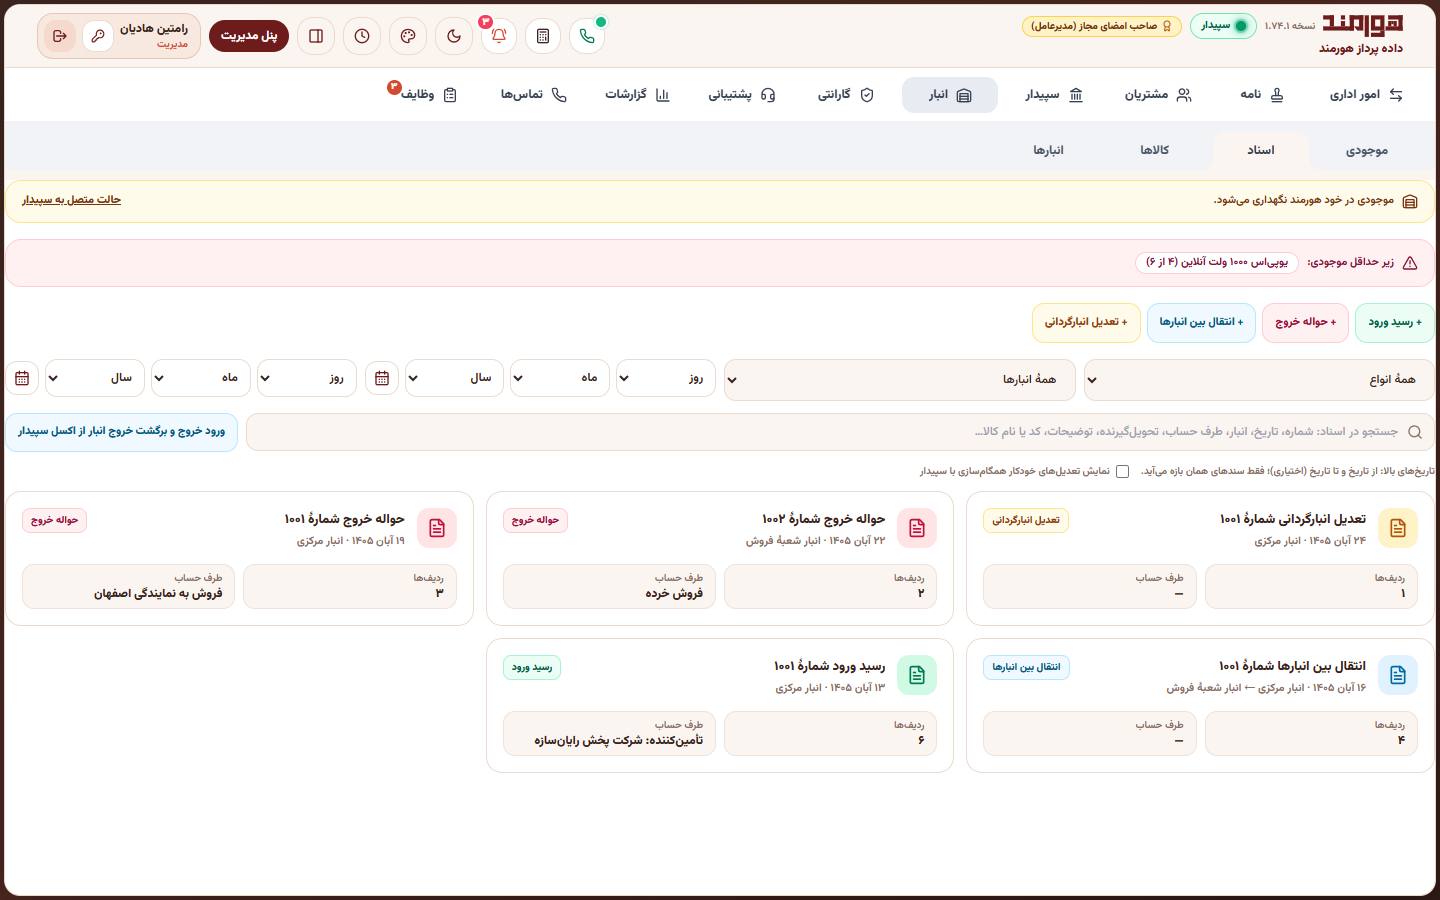 هورمند
داده پرداز هورمند
نسخه ۱.۷۴.۱
سپیدار
صاحب امضای مجاز (مدیرعامل)
۳
پنل مدیریت
رامتین هادیان
مدیریت
امور اداری
نامه
مشتریان
سپیدار
انبار
گارانتی
پشتیبانی
گزارشات
تماس‌ها
وظایف
۳
موجودی
اسناد
کالاها
انبارها
موجودی در خود هورمند نگهداری می‌شود.
حالت متصل به سپیدار
زیر حداقل موجودی:
یوپی‌اس ۱۰۰۰ ولت آنلاین (۴ از ۶)
+ رسید ورود
+ حواله خروج
+ انتقال بین انبارها
+ تعدیل انبارگردانی
همهٔ انواع
همهٔ انبارها
روز
ماه
سال
روز
ماه
سال
جستجو در اسناد: شماره، تاریخ، انبار، طرف حساب، تحویل‌گیرنده، توضیحات، کد یا نام کالا...
ورود خروج و برگشت خروج انبار از اکسل سپیدار
تاریخ‌های بالا: از تاریخ و تا تاریخ (اختیاری)؛ فقط سندهای همان بازه می‌آید.
نمایش تعدیل‌های خودکار همگام‌سازی با سپیدار
تعدیل انبارگردانی شمارهٔ ۱۰۰۱
تعدیل انبارگردانی
۲۴ آبان ۱۴۰۵ · انبار مرکزی
ردیف‌ها
۱
طرف حساب
—
حواله خروج شمارهٔ ۱۰۰۲
حواله خروج
۲۲ آبان ۱۴۰۵ · انبار شعبهٔ فروش
ردیف‌ها
۲
طرف حساب
فروش خرده
حواله خروج شمارهٔ ۱۰۰۱
حواله خروج
۱۹ آبان ۱۴۰۵ · انبار مرکزی
ردیف‌ها
۳
طرف حساب
فروش به نمایندگی اصفهان
انتقال بین انبارها شمارهٔ ۱۰۰۱
انتقال بین انبارها
۱۶ آبان ۱۴۰۵ · انبار مرکزی ← انبار شعبهٔ فروش
ردیف‌ها
۴
طرف حساب
—
رسید ورود شمارهٔ ۱۰۰۱
رسید ورود
۱۳ آبان ۱۴۰۵ · انبار مرکزی
ردیف‌ها
۶
طرف حساب
تأمین‌کننده: شرکت پخش رایان‌سازه